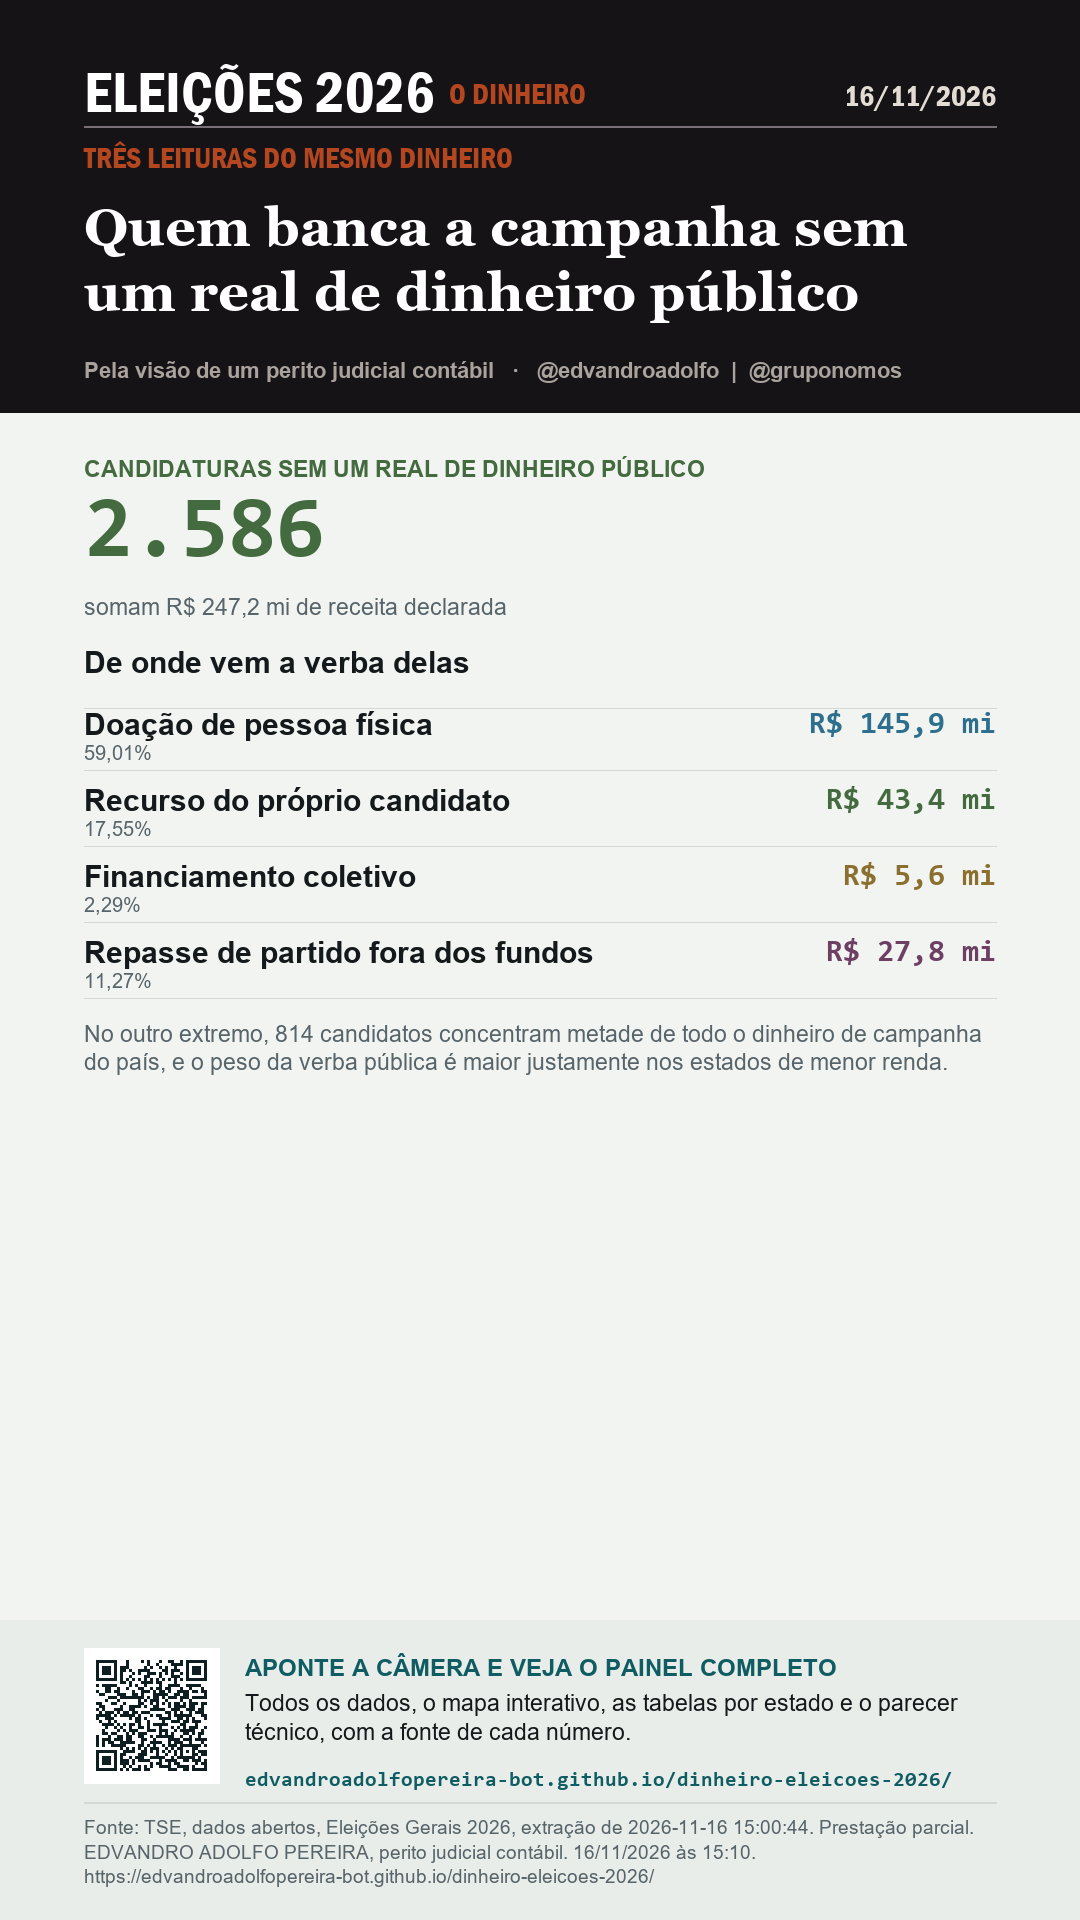 ELEIÇÕES 2026 O DINHEIRO 16/11/2026
TRÊS LEITURAS DO MESMO DINHEIRO
Quem banca a campanha sem
um real de dinheiro público
Pela visão de um perito judicial contábil · @edvandroadolfo | @gruponomos
CANDIDATURAS SEM UM REAL DE DINHEIRO PÚBLICO
2.586
somam R$ 247,2 mi de receita declarada
De onde vem a verba delas
Doação de pessoa física R$ 145,9 mi
59,01%
Recurso do próprio candidato R$ 43,4 mi
17,55%
Financiamento coletivo R$ 5,6 mi
2,29%
Repasse de partido fora dos fundos R$ 27,8 mi
11,27%
No outro extremo, 814 candidatos concentram metade de todo o dinheiro de campanha
do país, e o peso da verba pública é maior justamente nos estados de menor renda.
APONTE A CÂMERA E VEJA O PAINEL COMPLETO
Todos os dados, o mapa interativo, as tabelas por estado e o parecer
técnico, com a fonte de cada número.
edvandroadolfopereira-bot.github.io/dinheiro-eleicoes-2026/
Fonte: TSE, dados abertos, Eleições Gerais 2026, extração de 2026-11-16 15:00:44. Prestação parcial.
EDVANDRO ADOLFO PEREIRA, perito judicial contábil. 16/11/2026 às 15:10.
https://edvandroadolfopereira-bot.github.io/dinheiro-eleicoes-2026/